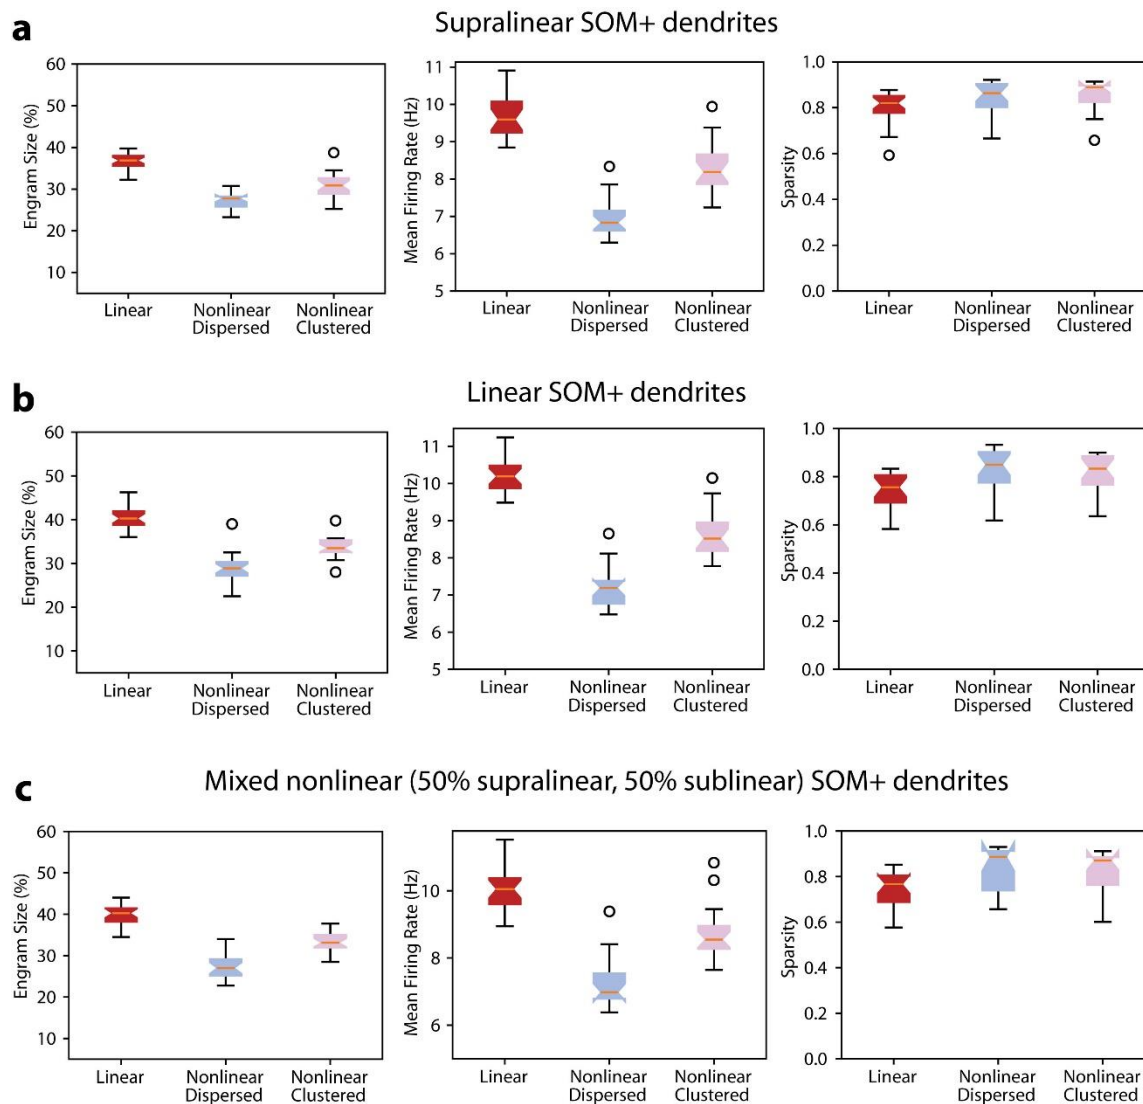 a
Supralinear SOM+ dendrites
Engram Size (%)
60
50
40
30
20
10
Linear
Nonlinear
Dispersed
Nonlinear
Clustered
Mean Firing Rate (Hz)
11
10
9
8
7
6
5
Linear
Nonlinear
Dispersed
Nonlinear
Clustered
Sparsity
1.0
0.8
0.6
0.4
0.2
0.0
Linear
Nonlinear
Dispersed
Nonlinear
Clustered
b
Linear SOM+ dendrites
Engram Size (%)
60
50
40
30
20
10
Linear
Nonlinear
Dispersed
Nonlinear
Clustered
Mean Firing Rate (Hz)
11
10
9
8
7
6
5
Linear
Nonlinear
Dispersed
Nonlinear
Clustered
Sparsity
1.0
0.8
0.6
0.4
0.2
0.0
Linear
Nonlinear
Dispersed
Nonlinear
Clustered
c
Mixed nonlinear (50% supralinear, 50% sublinear) SOM+ dendrites
Engram Size (%)
60
50
40
30
20
10
Linear
Nonlinear
Dispersed
Nonlinear
Clustered
Mean Firing Rate (Hz)
10
8
6
Linear
Nonlinear
Dispersed
Nonlinear
Clustered
Sparsity
1.0
0.8
0.6
0.4
0.2
0.0
Linear
Nonlinear
Dispersed
Nonlinear
Clustered